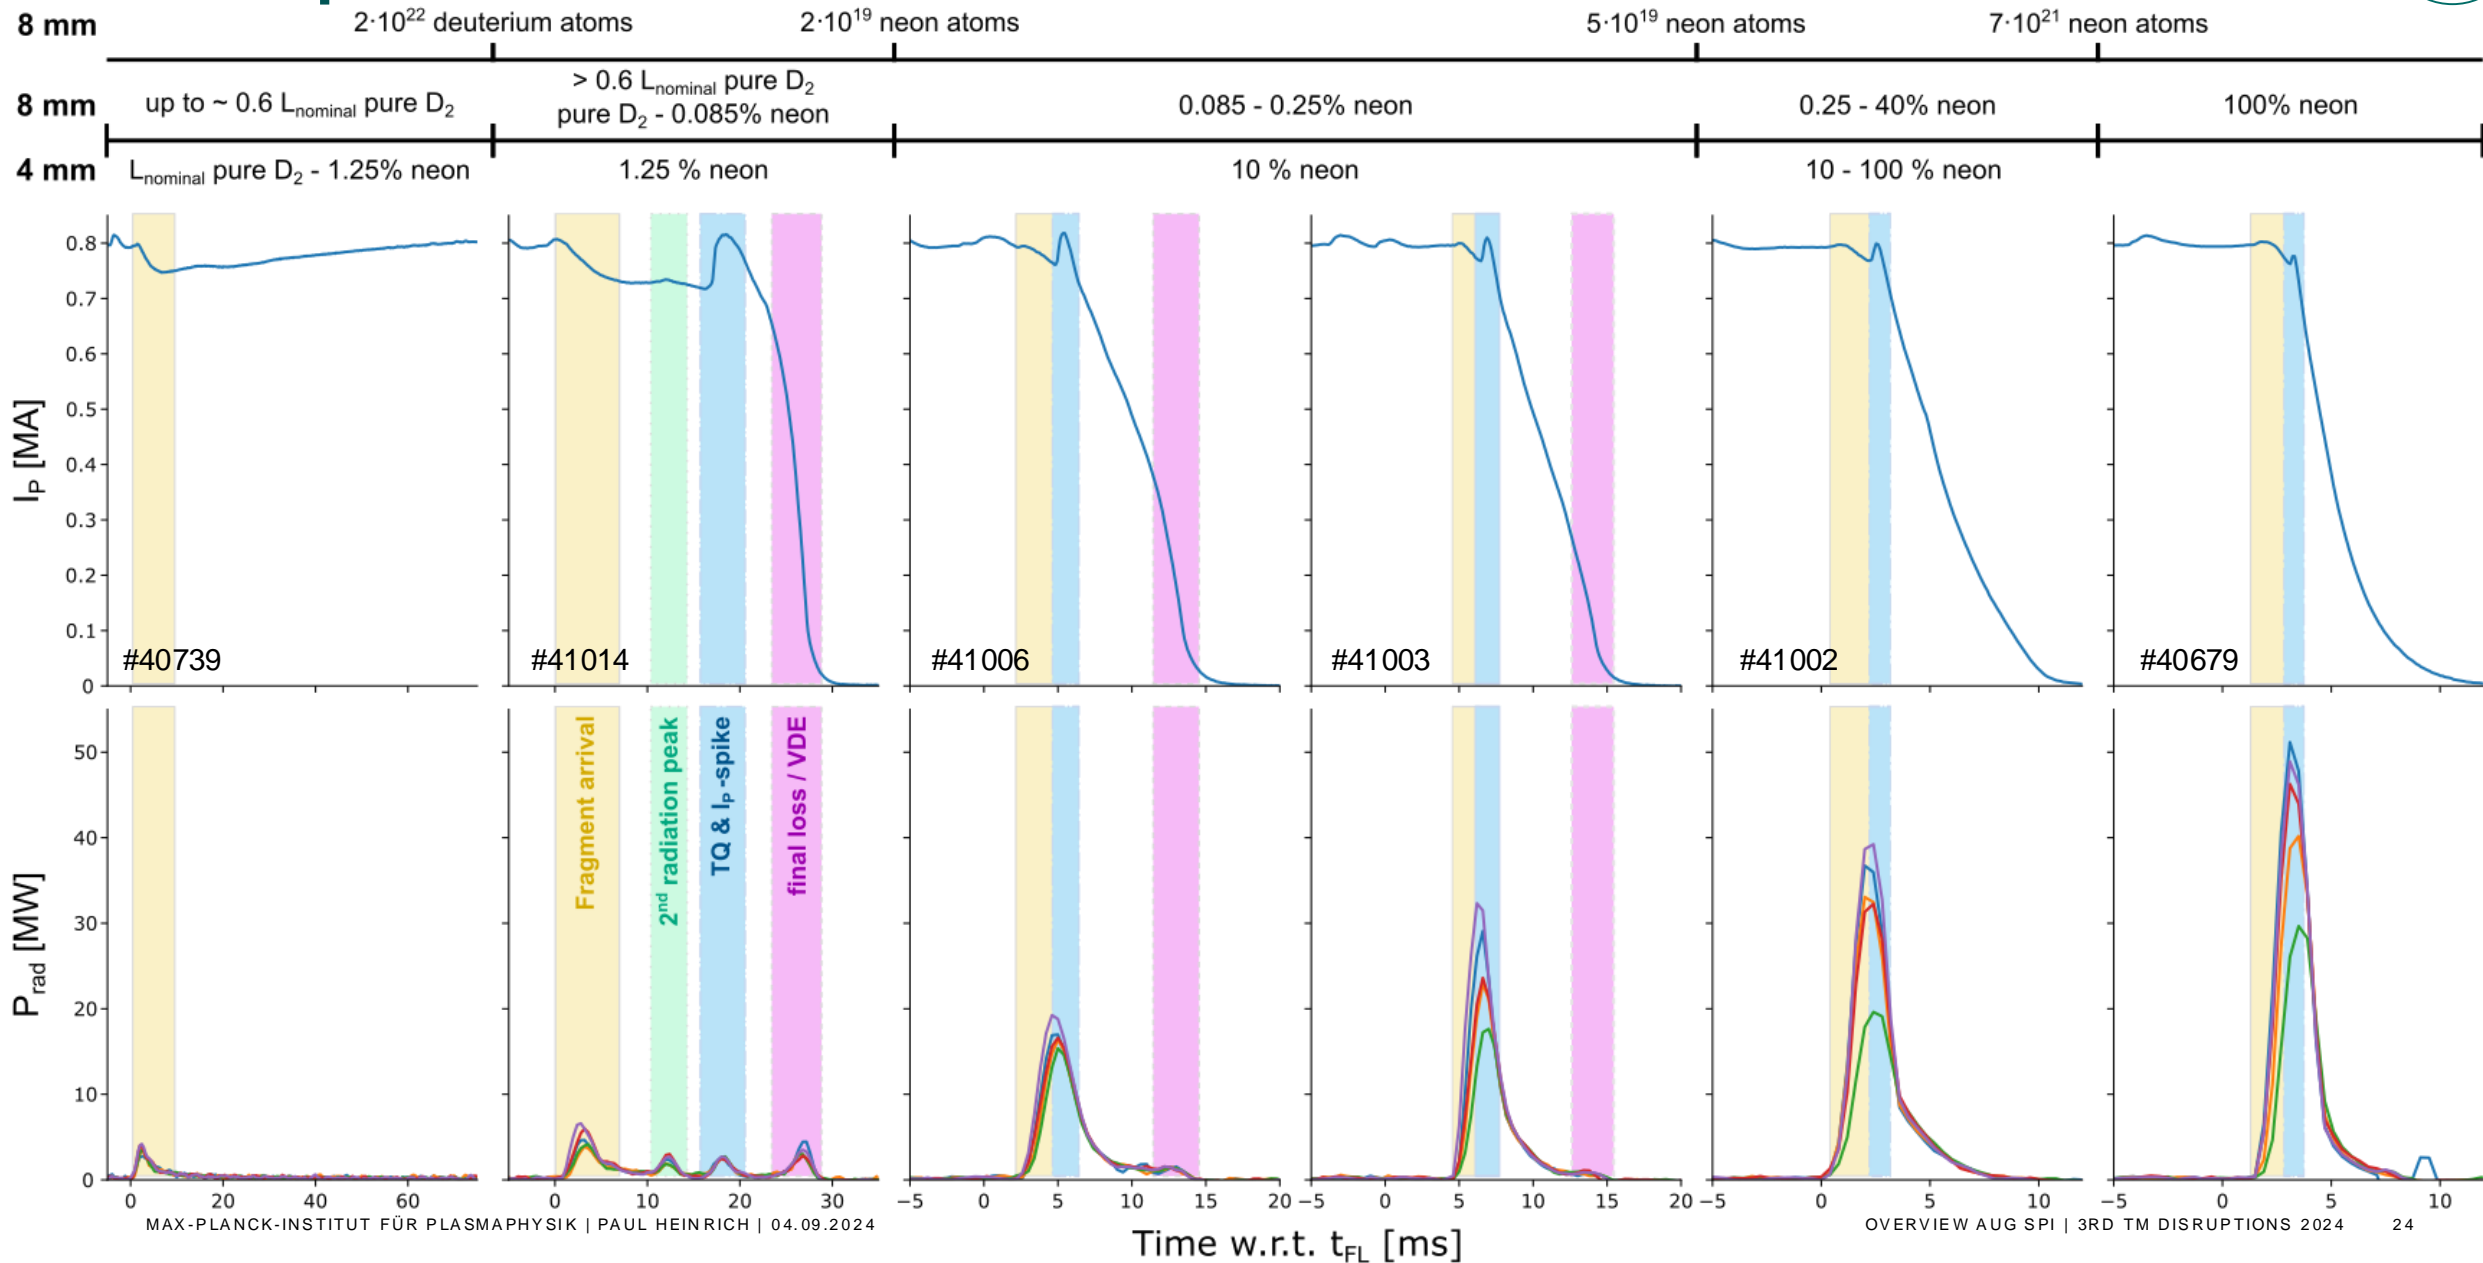 8 mm 2·10²² deuterium atoms 2·10¹⁹ neon atoms 5·10¹⁹ neon atoms 7·10²¹ neon atoms
8 mm up to ~ 0.6 Lnominal pure D₂ > 0.6 Lnominal pure D₂ 0.085 - 0.25% neon 0.25 - 40% neon 100% neon
pure D₂ - 0.085% neon
4 mm Lnominal pure D₂ - 1.25% neon 1.25 % neon 10 % neon 10 - 100 % neon
IP [MA]
0.8
0.7
0.6
0.5
0.4
0.3
0.2
0.1
0
#40739 #41014 #41006 #41003 #41002 #40679
Prad [MW]
50
40
30
20
10
0
Fragment arrival
2nd radiation peak
TQ & IP -spike
final loss / VDE
0 20 40 60
0 10 20 30
−5 0 5 10 15 20
−5 0 5 10 15 20
−5 0 5 10
−5 0 5 10
Time w.r.t. tFL [ms]
MAX-PLANCK-INSTITUT FÜR PLASMAPHYSIK | PAUL HEINRICH | 04.09.2024
OVERVIEW AUG SPI | 3RD TM DISRUPTIONS 2024 24